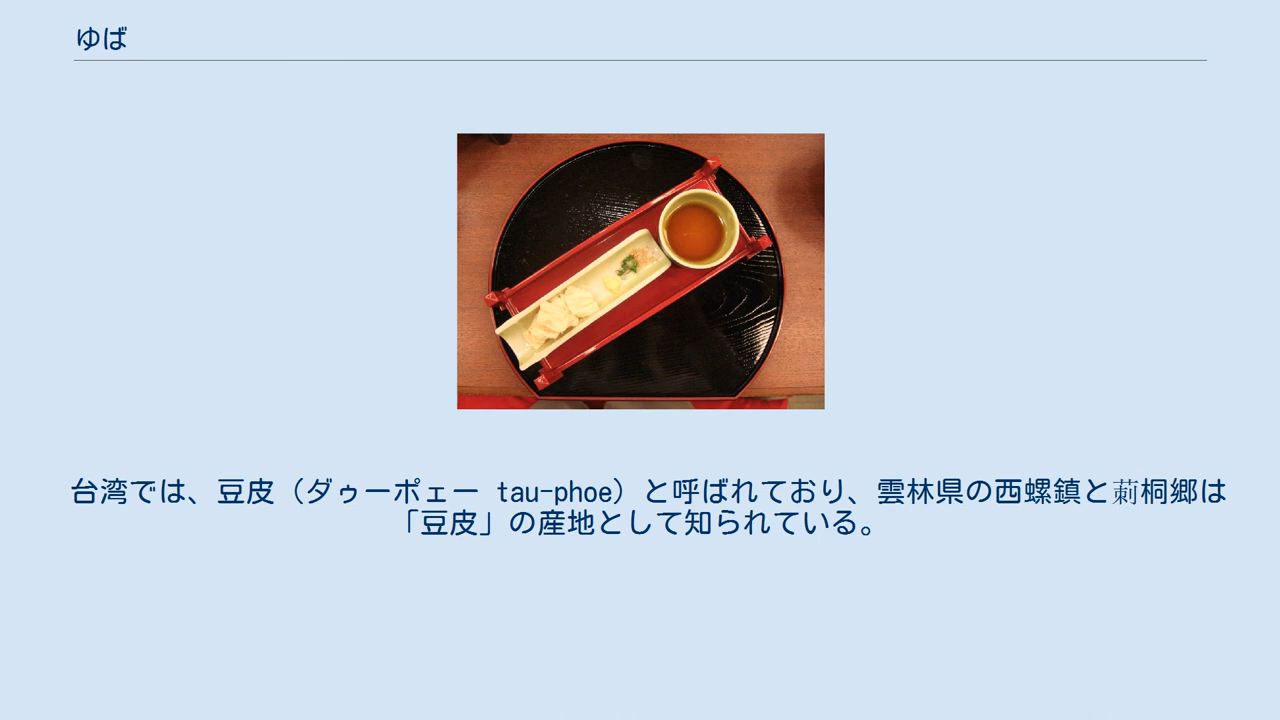 ゆば
台湾では、豆皮（ダゥーポェー tau-phoe）と呼ばれており、雲林県の西螺鎮と莿桐郷は
「豆皮」の産地として知られている。